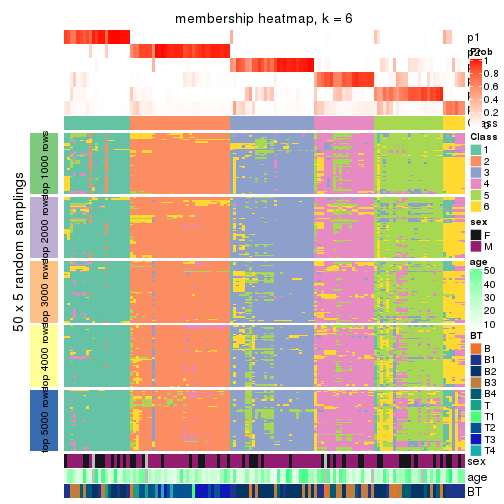 membership heatmap, k = 6
p1
p2
Prob
1
0.8
0.6
0.4
0.2
0
Class
1
2
3
4
5
6
sex
F
M
age
50
40
30
20
10
BT
B
B1
B2
B3
B4
T
T1
T2
T3
T4
50 x 5 random samplings
top 1000 rows
top 2000 rows
top 3000 rows
top 4000 rows
top 5000 rows
sex
age
BT